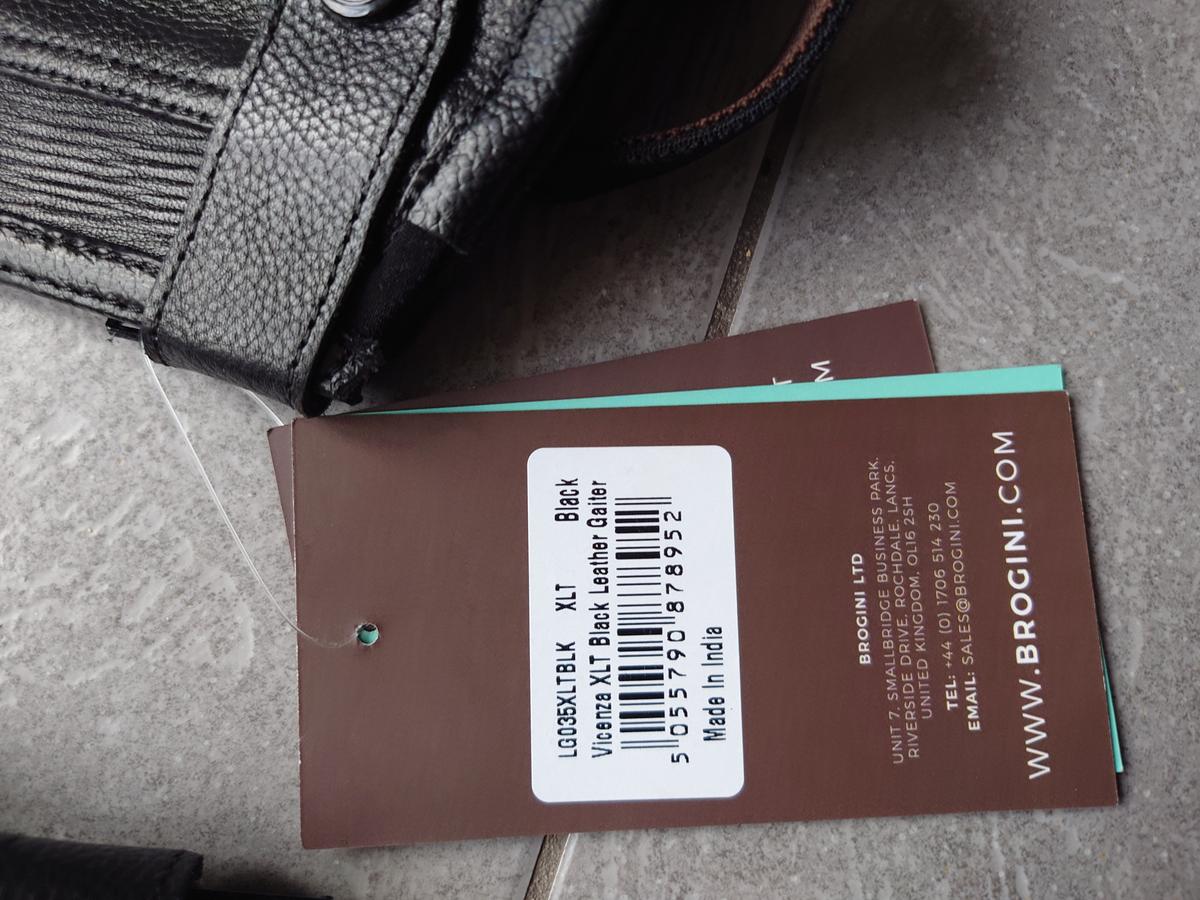 LG035XLTBLK XLT Black
Vicenza XLT Black Leather Gaiter
5 055790 878952
Made In India
BROGINI LTD
UNIT 7, SMALLBRIDGE BUSINESS PARK,
RIVERSIDE DRIVE, ROCHDALE, LANCS,
UNITED KINGDOM, OL16 2SH
TEL: +44 (0) 1706 514 230
EMAIL: SALES@BROGINI.COM
WWW.BROGINI.COM
T
M